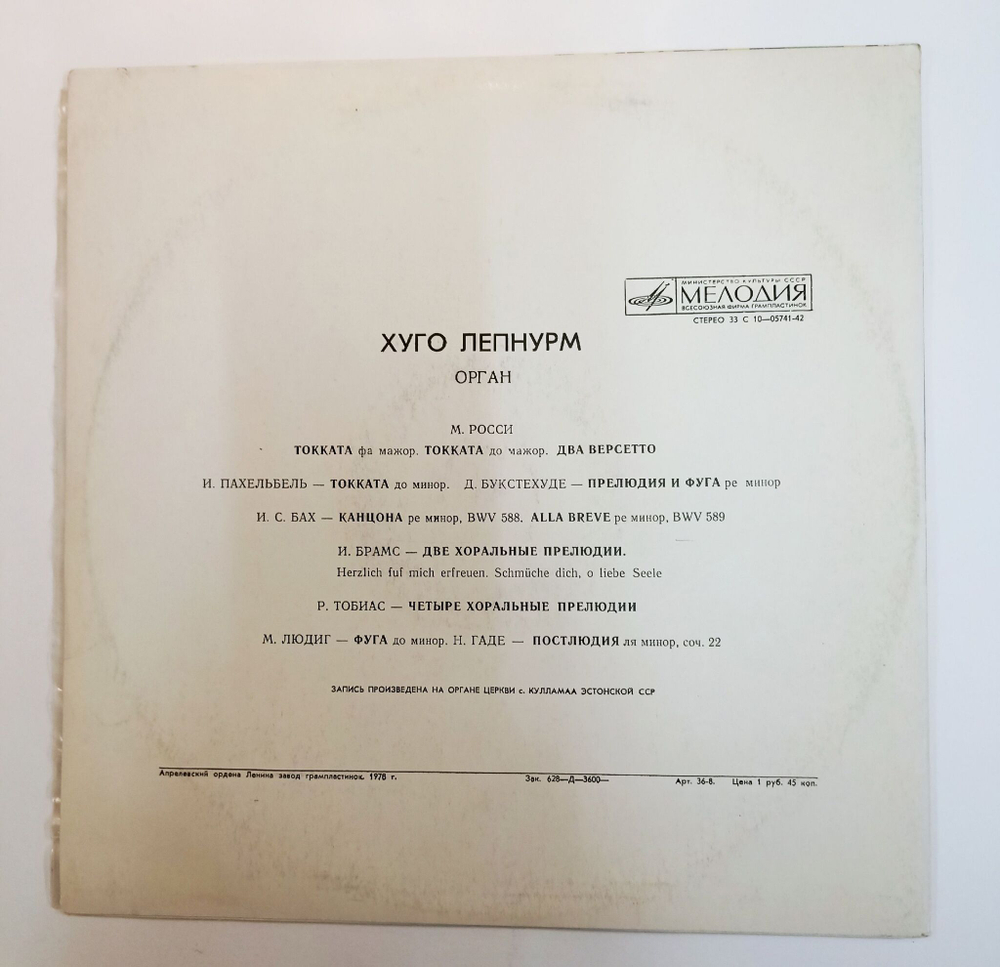 МИНИСТЕРСТВО КУЛЬТУРЫ СССР
МЕЛОДИЯ
ВСЕСОЮЗНАЯ ФИРМА ГРАМПЛАСТИНОК
СТЕРЕО 33 С 10—05741-42
ХУГО ЛЕПНУРМ
ОРГАН
М. РОССИ
ТОККАТА фа мажор. ТОККАТА до мажор. ДВА ВЕРСЕТТО
И. ПАХЕЛЬБЕЛЬ — ТОККАТА до минор. Д. БУКСТЕХУДЕ — ПРЕЛЮДИЯ И ФУГА ре минор
И. С. БАХ — КАНЦОНА ре минор, BWV 588. ALLA BREVE ре минор, BWV 589
И. БРАМС — ДВЕ ХОРАЛЬНЫЕ ПРЕЛЮДИИ.
Herzlich fuf mich erfreuen. Schmüche dich, o liebe Seele
Р. ТОБИАС — ЧЕТЫРЕ ХОРАЛЬНЫЕ ПРЕЛЮДИИ
М. ЛЮДИГ — ФУГА до минор. Н. ГАДЕ — ПОСТЛЮДИЯ ля минор, соч. 22
ЗАПИСЬ ПРОИЗВЕДЕНА НА ОРГАНЕ ЦЕРКВИ с. КУЛЛАМАА ЭСТОНСКОЙ ССР
Апрелевский ордена Ленина завод грампластинок. 1978 г. Зак. 628—Д—3600— Арт. 36-8. Цена 1 руб. 45 коп.